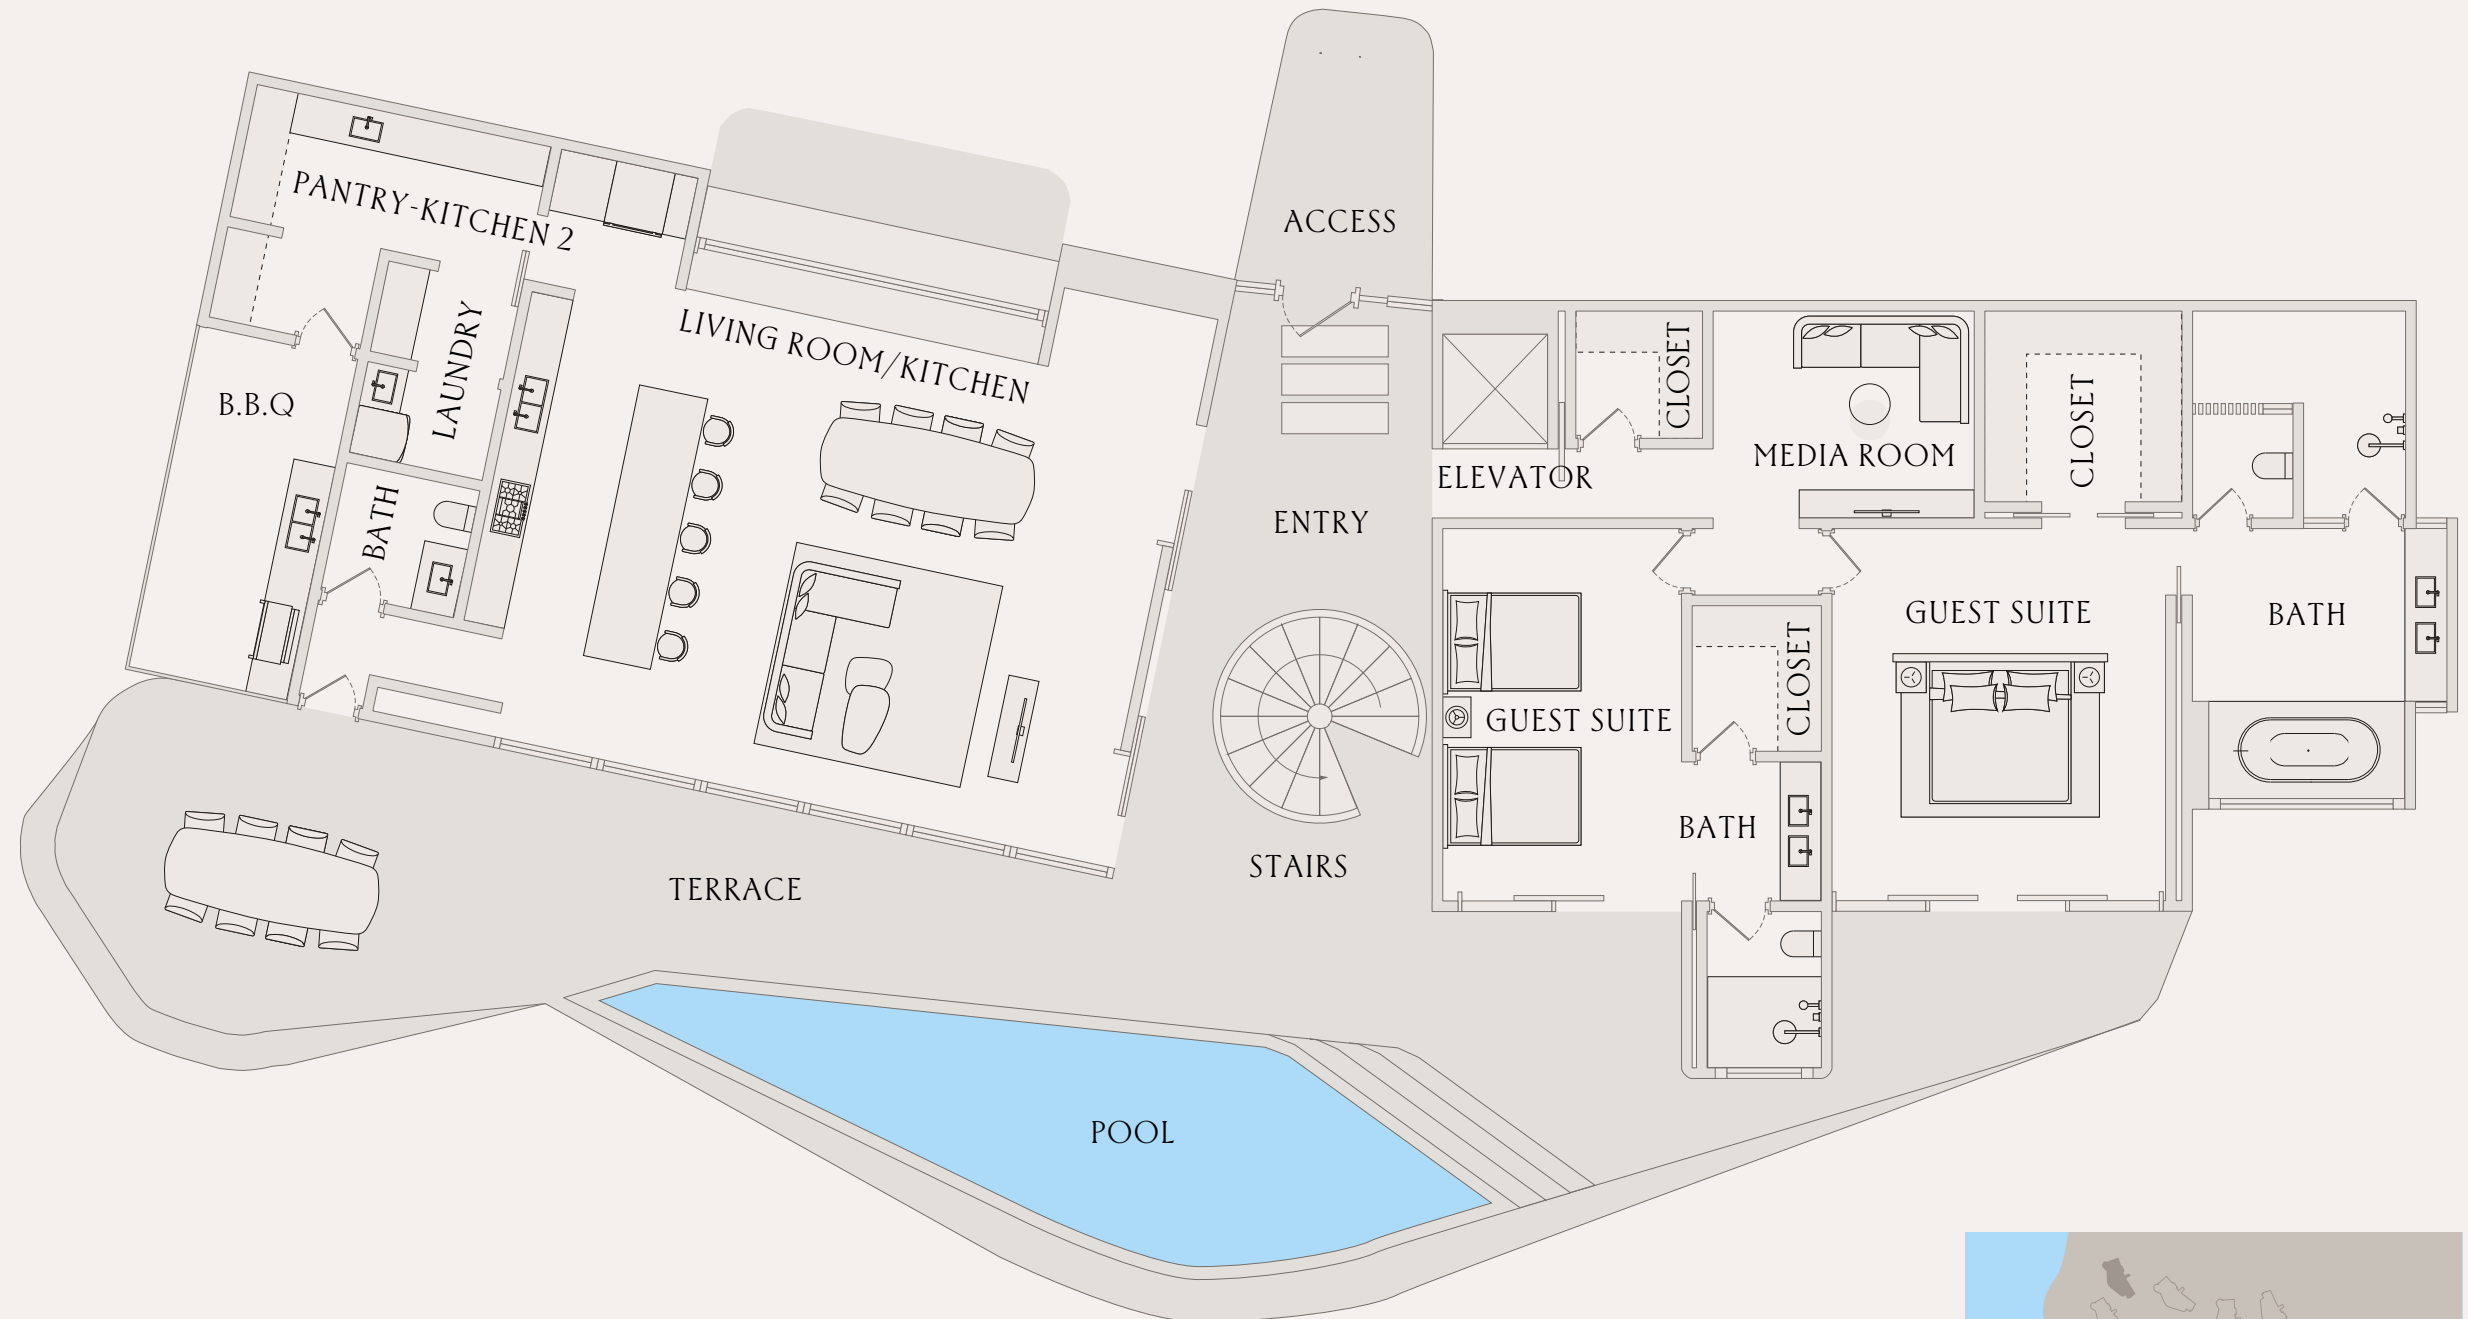 ACCESS
PANTRY-KITCHEN 2
LIVING ROOM/KITCHEN
LAUNDRY
B.B.Q
BATH
ENTRY
ELEVATOR
CLOSET
MEDIA ROOM
CLOSET
GUEST SUITE
BATH
CLOSET
GUEST SUITE
BATH
STAIRS
TERRACE
POOL